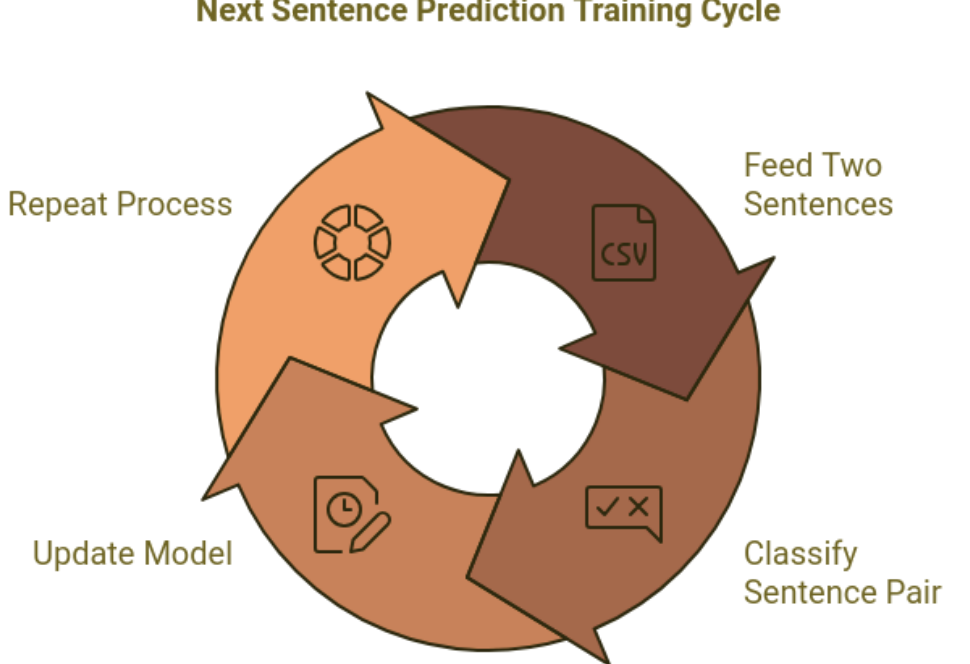 Next Sentence Prediction Training Cycle
Feed Two
Sentences
Repeat Process
CSV
Update Model
Classify
Sentence Pair